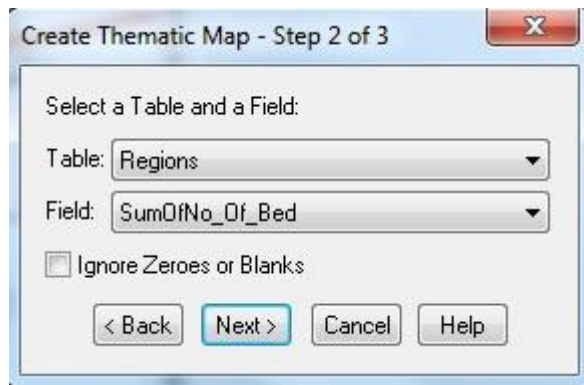 Create Thematic Map - Step 2 of 3
Select a Table and a Field:
Table: Regions
Field: SumOfNo_Of_Bed
Ignore Zeroes or Blanks
< Back Next > Cancel Help